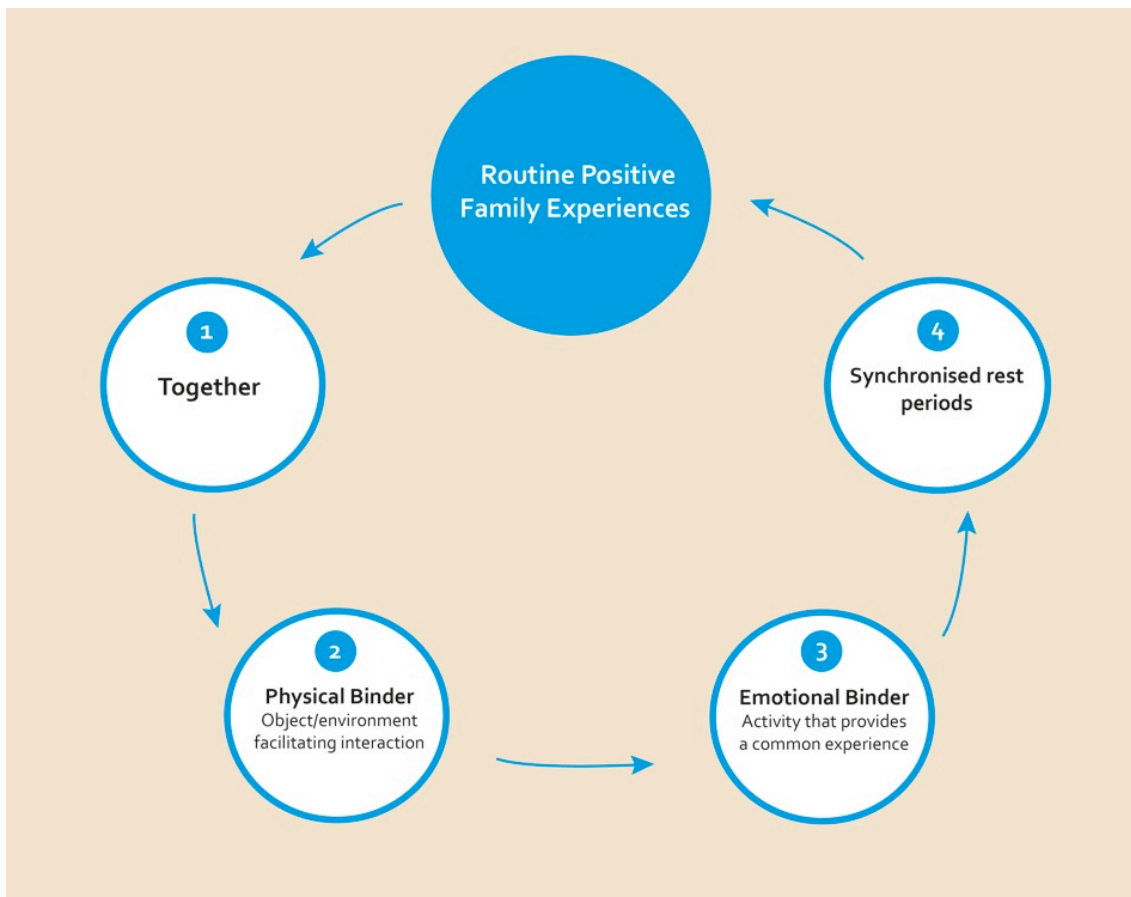 Routine Positive
Family Experiences
1
Together
2
Physical Binder
Object/environment
facilitating interaction
3
Emotional Binder
Activity that provides
a common experience
4
Synchronised rest
periods